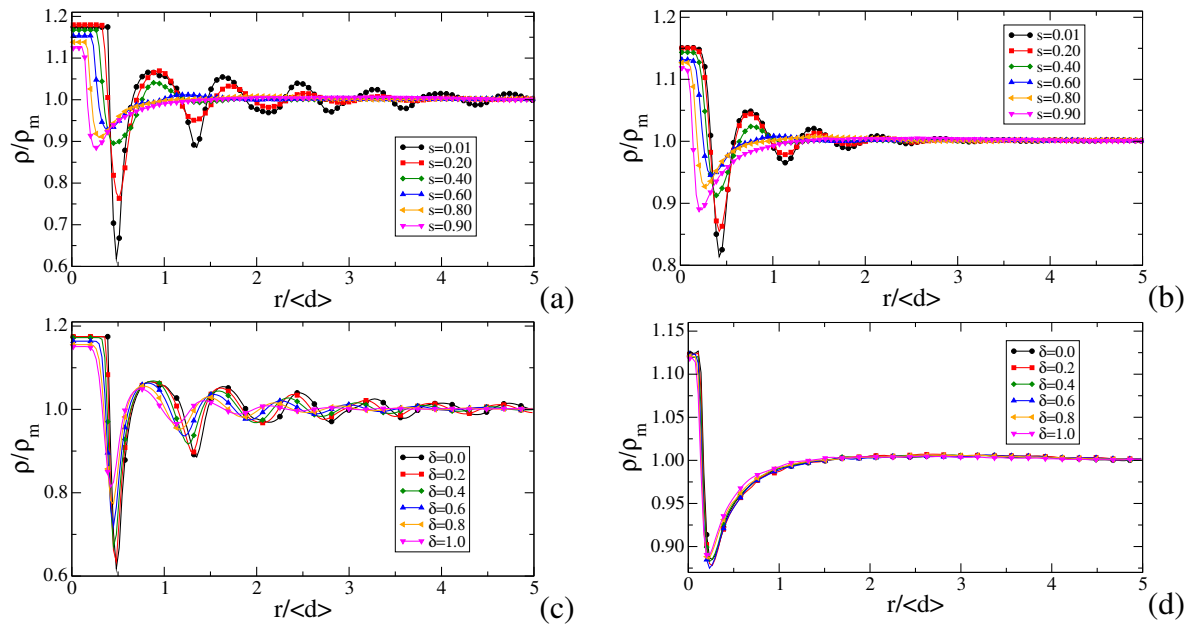 1.2
1.1
1.0
0.9
0.8
0.7
0.6
ρ/ρm
0 1 2 3 4 5
r/<d>
s=0.01
s=0.20
s=0.40
s=0.60
s=0.80
s=0.90
(a)
1.2
1.1
1.0
0.9
0.8
ρ/ρm
0 1 2 3 4 5
r/<d>
s=0.01
s=0.20
s=0.40
s=0.60
s=0.80
s=0.90
(b)
1.2
1.0
0.8
0.6
ρ/ρm
0 1 2 3 4 5
r/<d>
δ=0.0
δ=0.2
δ=0.4
δ=0.6
δ=0.8
δ=1.0
(c)
1.15
1.10
1.05
1.00
0.95
0.90
ρ/ρm
0 1 2 3 4 5
r/<d>
δ=0.0
δ=0.2
δ=0.4
δ=0.6
δ=0.8
δ=1.0
(d)